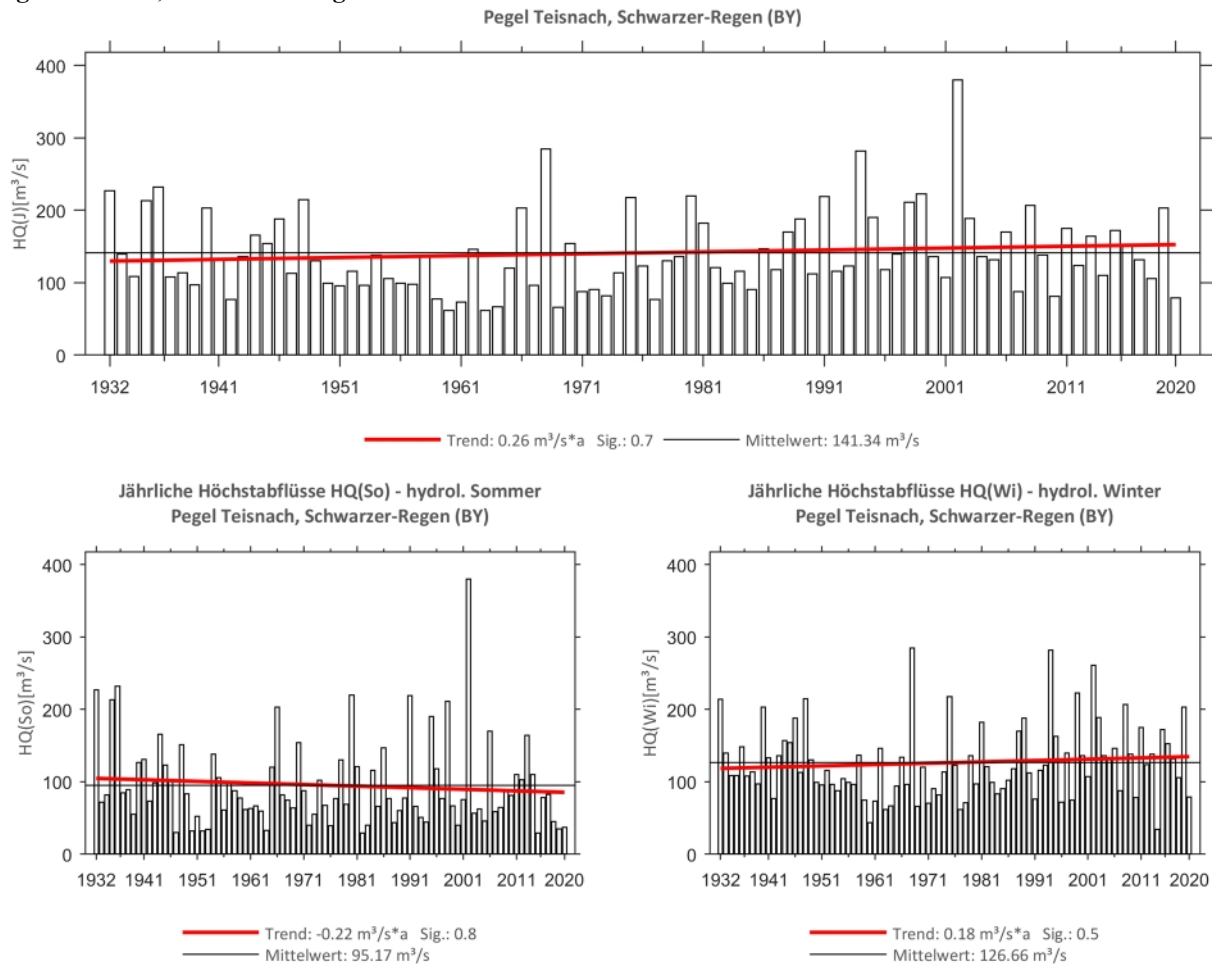 Pegel Teisnach, Schwarzer-Regen (BY)
HQ(J)[m³/s]
400
300
200
100
0
1932 1941 1951 1961 1971 1981 1991 2001 2011 2020
Trend: 0.26 m³/s*a Sig.: 0.7 Mittelwert: 141.34 m³/s
Jährliche Höchstabflüsse HQ(So) - hydrol. Sommer
Pegel Teisnach, Schwarzer-Regen (BY)
HQ(So)[m³/s]
400
300
200
100
0
1932 1941 1951 1961 1971 1981 1991 2001 2011 2020
Trend: -0.22 m³/s*a Sig.: 0.8
Mittelwert: 95.17 m³/s
Jährliche Höchstabflüsse HQ(Wi) - hydrol. Winter
Pegel Teisnach, Schwarzer-Regen (BY)
HQ(Wi)[m³/s]
400
300
200
100
0
1932 1941 1951 1961 1971 1981 1991 2001 2011 2020
Trend: 0.18 m³/s*a Sig.: 0.5
Mittelwert: 126.66 m³/s